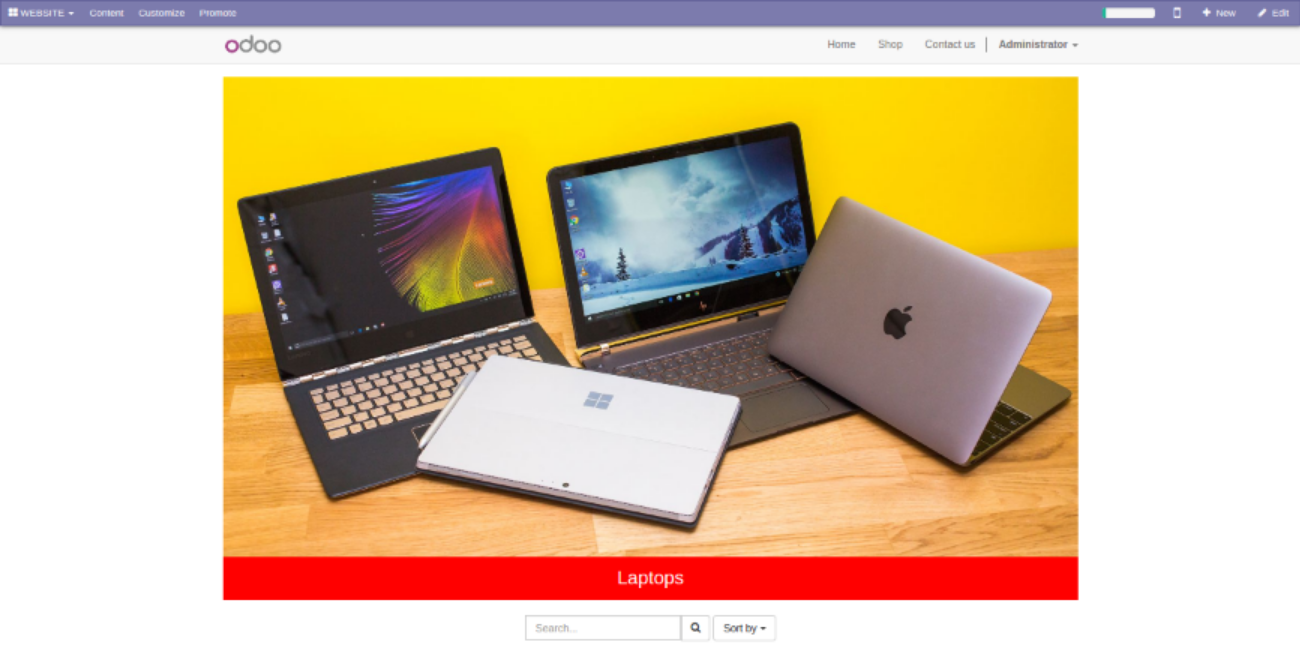 WEBSITE Content Customize Promote New Edit
odoo Home Shop Contact us Administrator
Laptops
Search... Sort by